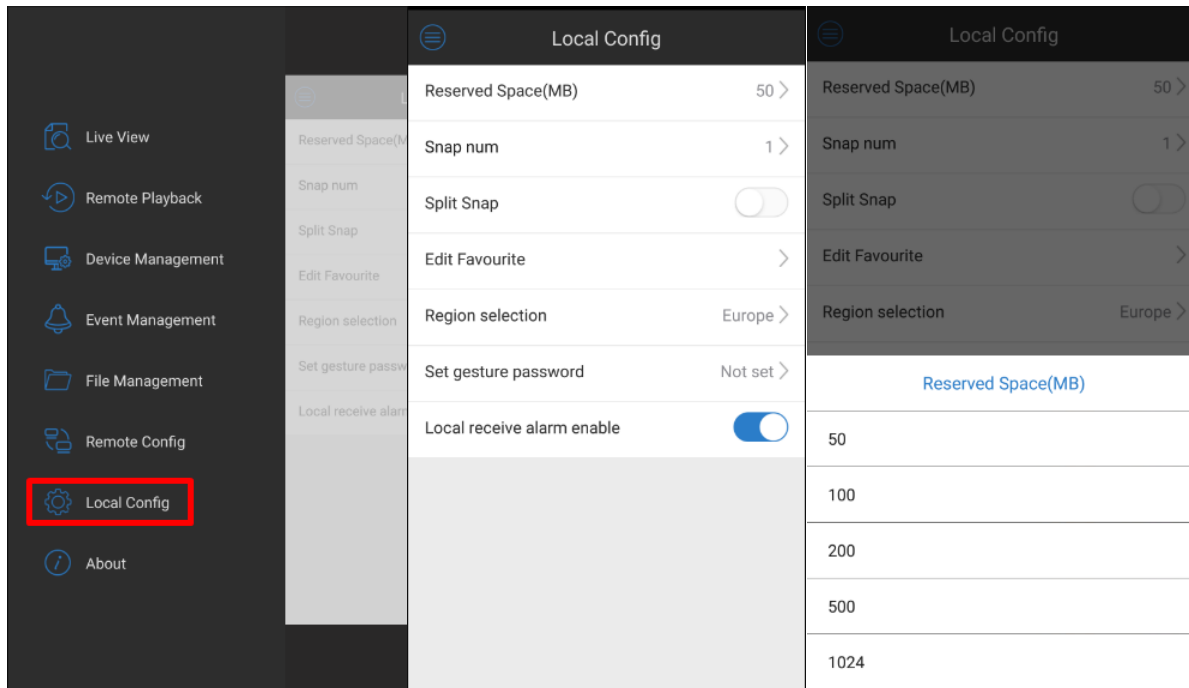 Live View
Remote Playback
Device Management
Event Management
File Management
Remote Config
Local Config
About
L
Reserved Space(M
Snap num
Split Snap
Edit Favourite
Region selection
Set gesture passw
Local receive alarm
Local Config
Reserved Space(MB) 50
Snap num 1
Split Snap
Edit Favourite
Region selection Europe
Set gesture password Not set
Local receive alarm enable
Local Config
Reserved Space(MB) 50
Snap num 1
Split Snap
Edit Favourite
Region selection Europe
Reserved Space(MB)
50
100
200
500
1024